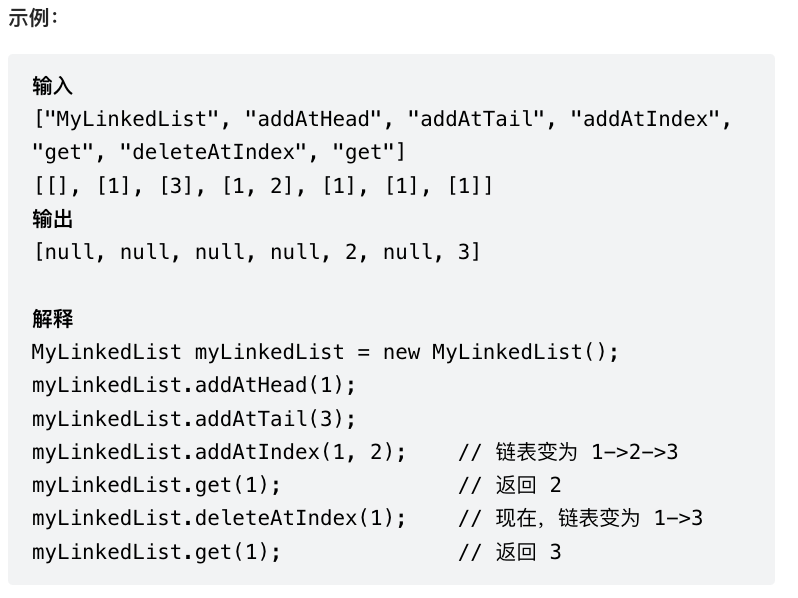 示例：
输入
["MyLinkedList", "addAtHead", "addAtTail", "addAtIndex",
"get", "deleteAtIndex", "get"]
[[], [1], [3], [1, 2], [1], [1], [1]]
输出
[null, null, null, null, 2, null, 3]
解释
MyLinkedList myLinkedList = new MyLinkedList();
myLinkedList.addAtHead(1);
myLinkedList.addAtTail(3);
myLinkedList.addAtIndex(1, 2);    // 链表变为 1->2->3
myLinkedList.get(1);              // 返回 2
myLinkedList.deleteAtIndex(1);    // 现在，链表变为 1->3
myLinkedList.get(1);              // 返回 3